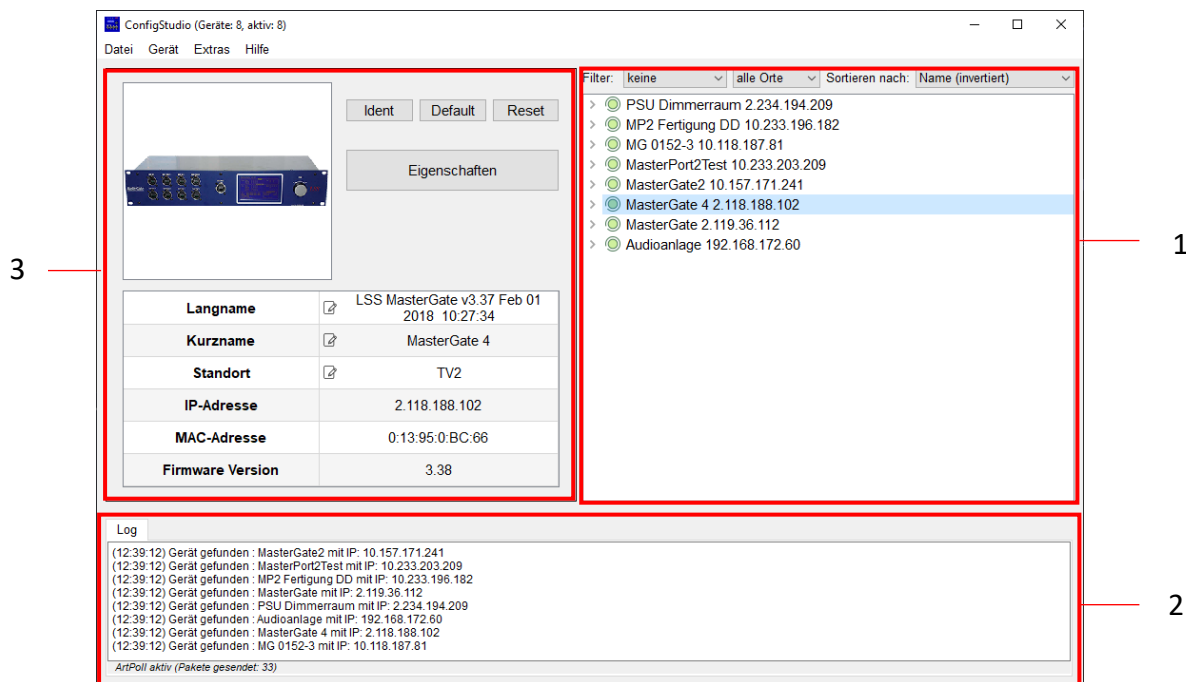 ConfigStudio (Geräte: 8, aktiv: 8)
Datei Gerät Extras Hilfe
Ident Default Reset
Eigenschaften
Langname LSS MasterGate v3.37 Feb 01
2018 10:27:34
Kurzname MasterGate 4
Standort TV2
IP-Adresse 2.118.188.102
MAC-Adresse 0:13:95:0:BC:66
Firmware Version 3.38
3
Filter: keine alle Orte Sortieren nach: Name (invertiert)
PSU Dimmerraum 2.234.194.209
MP2 Fertigung DD 10.233.196.182
MG 0152-3 10.118.187.81
MasterPort2Test 10.233.203.209
MasterGate2 10.157.171.241
MasterGate 4 2.118.188.102
MasterGate 2.119.36.112
Audioanlage 192.168.172.60
1
Log
(12:39:12) Gerät gefunden : MasterGate2 mit IP: 10.157.171.241
(12:39:12) Gerät gefunden : MasterPort2Test mit IP: 10.233.203.209
(12:39:12) Gerät gefunden : MP2 Fertigung DD mit IP: 10.233.196.182
(12:39:12) Gerät gefunden : MasterGate mit IP: 2.119.36.112
(12:39:12) Gerät gefunden : PSU Dimmerraum mit IP: 2.234.194.209
(12:39:12) Gerät gefunden : Audioanlage mit IP: 192.168.172.60
(12:39:12) Gerät gefunden : MasterGate 4 mit IP: 2.118.188.102
(12:39:12) Gerät gefunden : MG 0152-3 mit IP: 10.118.187.81
ArtPoll aktiv (Pakete gesendet: 33)
2